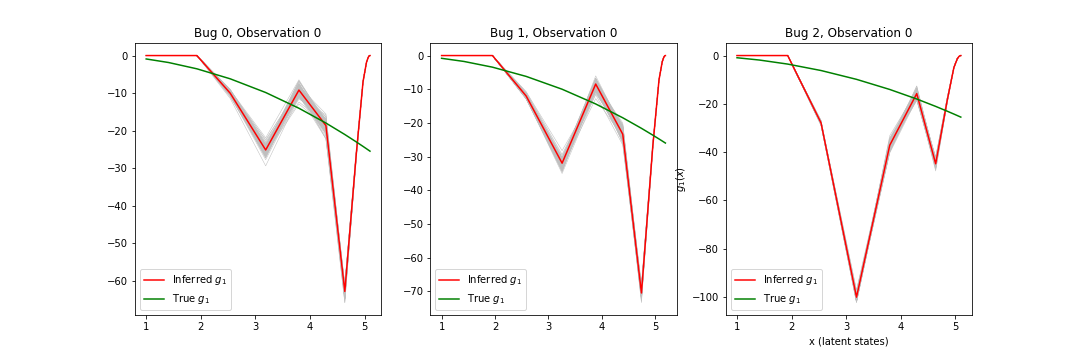 Bug 0, Observation 0
0
−10
−20
−30
−40
−50
−60
1 2 3 4 5
Inferred g₁
True g₁
Bug 1, Observation 0
0
−10
−20
−30
−40
−50
−60
−70
1 2 3 4 5
Inferred g₁
True g₁
Bug 2, Observation 0
g₁(x)
0
−20
−40
−60
−80
−100
1 2 3 4 5
x (latent states)
Inferred g₁
True g₁